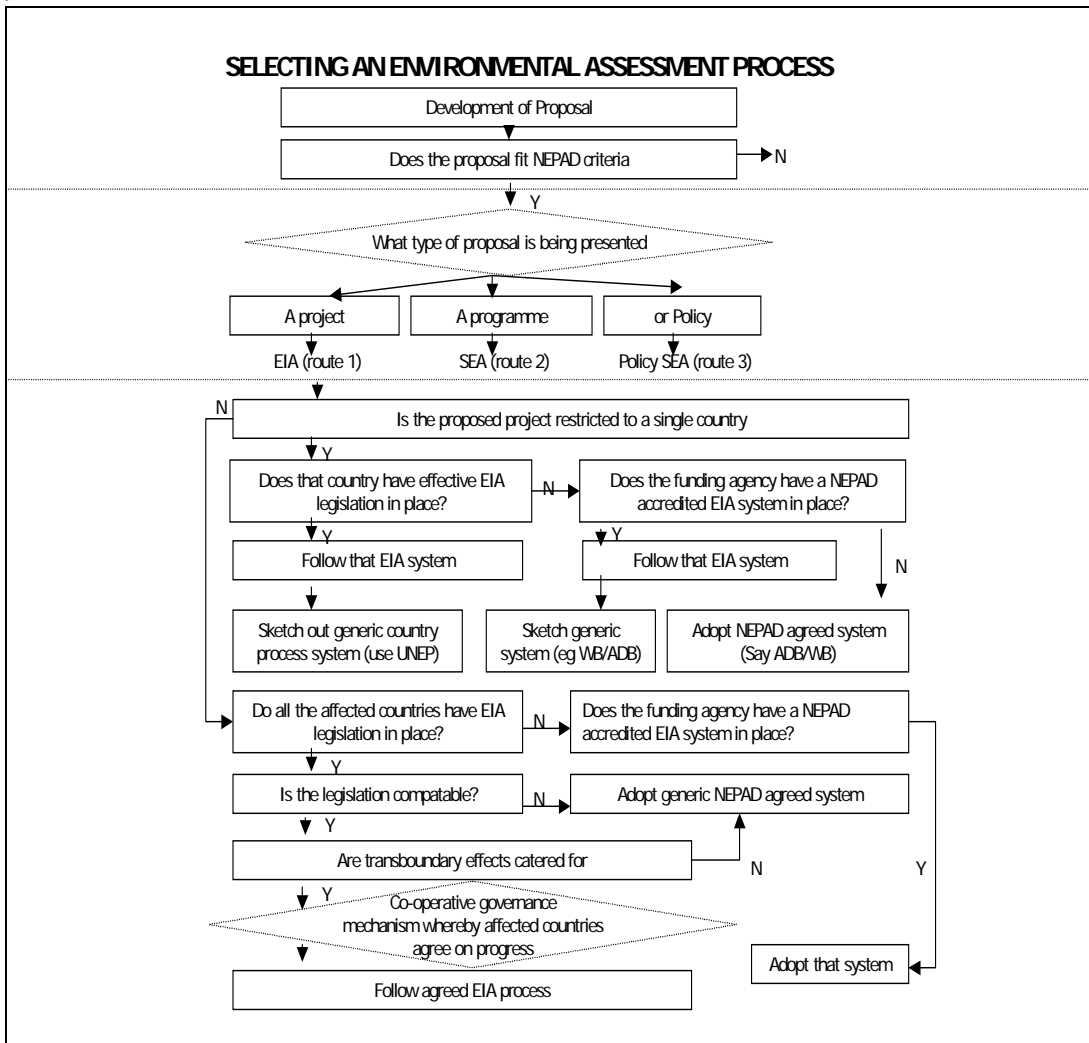 SELECTING AN ENVIRONMENTAL ASSESSMENT PROCESS
Development of Proposal
Does the proposal fit NEPAD criteria
N
Y
What type of proposal is being presented
A project
A programme
or Policy
EIA (route 1)
SEA (route 2)
Policy SEA (route 3)
N
Is the proposed project restricted to a single country
Y
Does that country have effective EIA
legislation in place?
N
Does the funding agency have a NEPAD
accredited EIA system in place?
Y
Y
N
Follow that EIA system
Follow that EIA system
Sketch out generic country
process system (use UNEP)
Sketch generic
system (eg WB/ADB)
Adopt NEPAD agreed system
(Say ADB/WB)
Do all the affected countries have EIA
legislation in place?
N
Does the funding agency have a NEPAD
accredited EIA system in place?
Y
Is the legislation compatable?
N
Adopt generic NEPAD agreed system
Y
Are transboundary effects catered for
N
Y
Y
Co-operative governance
mechanism whereby affected countries
agree on progress
Adopt that system
Follow agreed EIA process